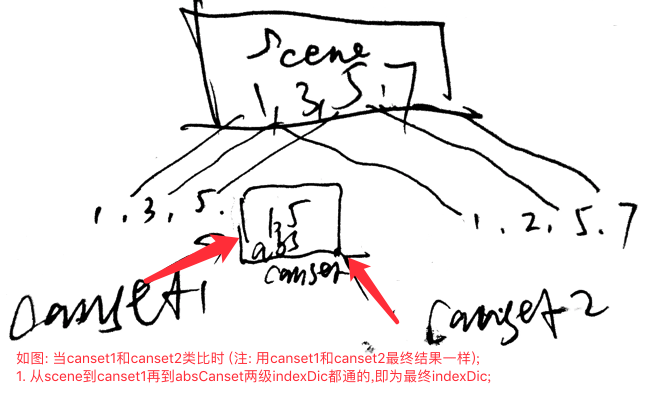 scene
1, 3, 5, 7
1, 3, 5.
1, 5
abs
canset
1, 2, 5. 7
canset1
canset2
如图: 当canset1和canset2类比时 (注: 用canset1和canset2最终结果一样);
1. 从scene到canset1再到absCanset两级indexDic都通的,即为最终indexDic;